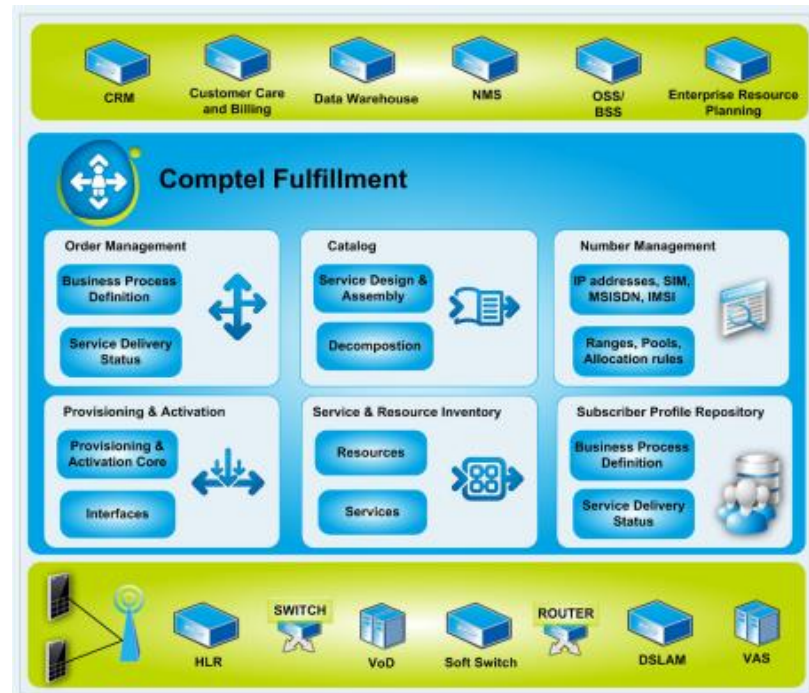 CRM
Customer Care
and Billing
Data Warehouse
NMS
OSS/
BSS
Enterprise Resource
Planning
Comptel Fulfillment
Order Management
Business Process
Definition
Service Delivery
Status
Catalog
Service Design &
Assembly
Decompostion
Number Management
IP addresses, SIM,
MSISDN, IMSI
Ranges, Pools,
Allocation rules
Provisioning & Activation
Provisioning &
Activation Core
Interfaces
Service & Resource Inventory
Resources
Services
Subscriber Profile Repository
Business Process
Definition
Service Delivery
Status
HLR
SWITCH
VoD
Soft Switch
ROUTER
DSLAM
VAS